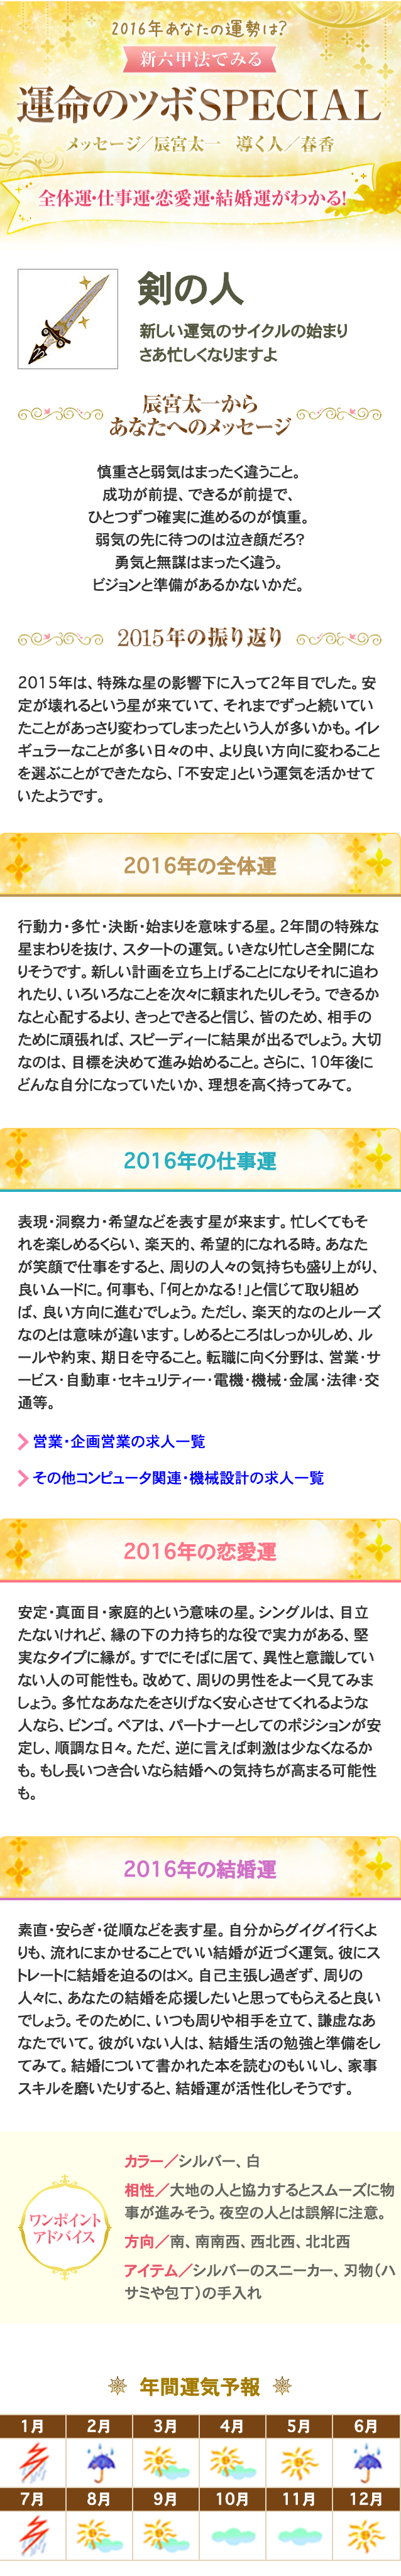 2016年あなたの運勢は?
新六甲法でみる
運命のツボSPECIAL
メッセージ／辰宮太一　導く人／春香
全体運・仕事運・恋愛運・結婚運がわかる!
剣の人
新しい運気のサイクルの始まり
さあ忙しくなりますよ
辰宮太一から
あなたへのメッセージ
慎重さと弱気はまったく違うこと。
成功が前提、できるが前提で、
ひとつずつ確実に進めるのが慎重。
弱気の先に待つのは泣き顔だろ?
勇気と無謀はまったく違う。
ビジョンと準備があるかないかだ。
2015年の振り返り
2015年は、特殊な星の影響下に入って2年目でした。安
定が壊れるという星が来ていて、それまでずっと続いてい
たことがあっさり変わってしまったという人が多いかも。イレ
ギュラーなことが多い日々の中、より良い方向に変わること
を選ぶことができたなら、「不安定」という運気を活かせて
いたようです。
2016年の全体運
行動力・多忙・決断・始まりを意味する星。2年間の特殊な
星まわりを抜け、スタートの運気。いきなり忙しさ全開にな
りそうです。新しい計画を立ち上げることになりそれに追わ
れたり、いろいろなことを次々に頼まれたりしそう。できるか
なと心配するより、きっとできると信じ、皆のため、相手の
ために頑張れば、スピーディーに結果が出るでしょう。大切
なのは、目標を決めて進み始めること。さらに、10年後に
どんな自分になっていたいか、理想を高く持ってみて。
2016年の仕事運
表現・洞察力・希望などを表す星が来ます。忙しくてもそ
れを楽しめるくらい、楽天的、希望的になれる時。あなた
が笑顔で仕事をすると、周りの人々の気持ちも盛り上がり、
良いムードに。何事も、「何とかなる!」と信じて取り組め
ば、良い方向に進むでしょう。ただし、楽天的なのとルーズ
なのとは意味が違います。しめるところはしっかりしめ、ル
ールや約束、期日を守ること。転職に向く分野は、営業・サ
ービス・自動車・セキュリティー・電機・機械・金属・法律・交
通等。
営業・企画営業の求人一覧
その他コンピュータ関連・機械設計の求人一覧
2016年の恋愛運
安定・真面目・家庭的という意味の星。シングルは、目立
たないけれど、縁の下の力持ち的な役で実力がある、堅
実なタイプに縁が。すでにそばに居て、異性と意識してい
ない人の可能性も。改めて、周りの男性をよーく見てみま
しょう。多忙なあなたをさりげなく安心させてくれるような
人なら、ビンゴ。ペアは、パートナーとしてのポジションが安
定し、順調な日々。ただ、逆に言えば刺激は少なくなるか
も。もし長いつき合いなら結婚への気持ちが高まる可能性
も。
2016年の結婚運
素直・安らぎ・従順などを表す星。自分からグイグイ行くよ
りも、流れにまかせることでいい結婚が近づく運気。彼にス
トレートに結婚を迫るのは×。自己主張し過ぎず、周りの
人々に、あなたの結婚を応援したいと思ってもらえると良い
でしょう。そのために、いつも周りや相手を立て、謙虚なあ
なたでいて。彼がいない人は、結婚生活の勉強と準備をし
てみて。結婚について書かれた本を読むのもいいし、家事
スキルを磨いたりすると、結婚運が活性化しそうです。
ワンポイント
アドバイス
カラー／シルバー、白
相性／大地の人と協力するとスムーズに物
事が進みそう。夜空の人とは誤解に注意。
方向／南、南南西、西北西、北北西
アイテム／シルバーのスニーカー、刃物（ハ
サミや包丁）の手入れ
年間運気予報
1月 2月 3月 4月 5月 6月
7月 8月 9月 10月 11月 12月